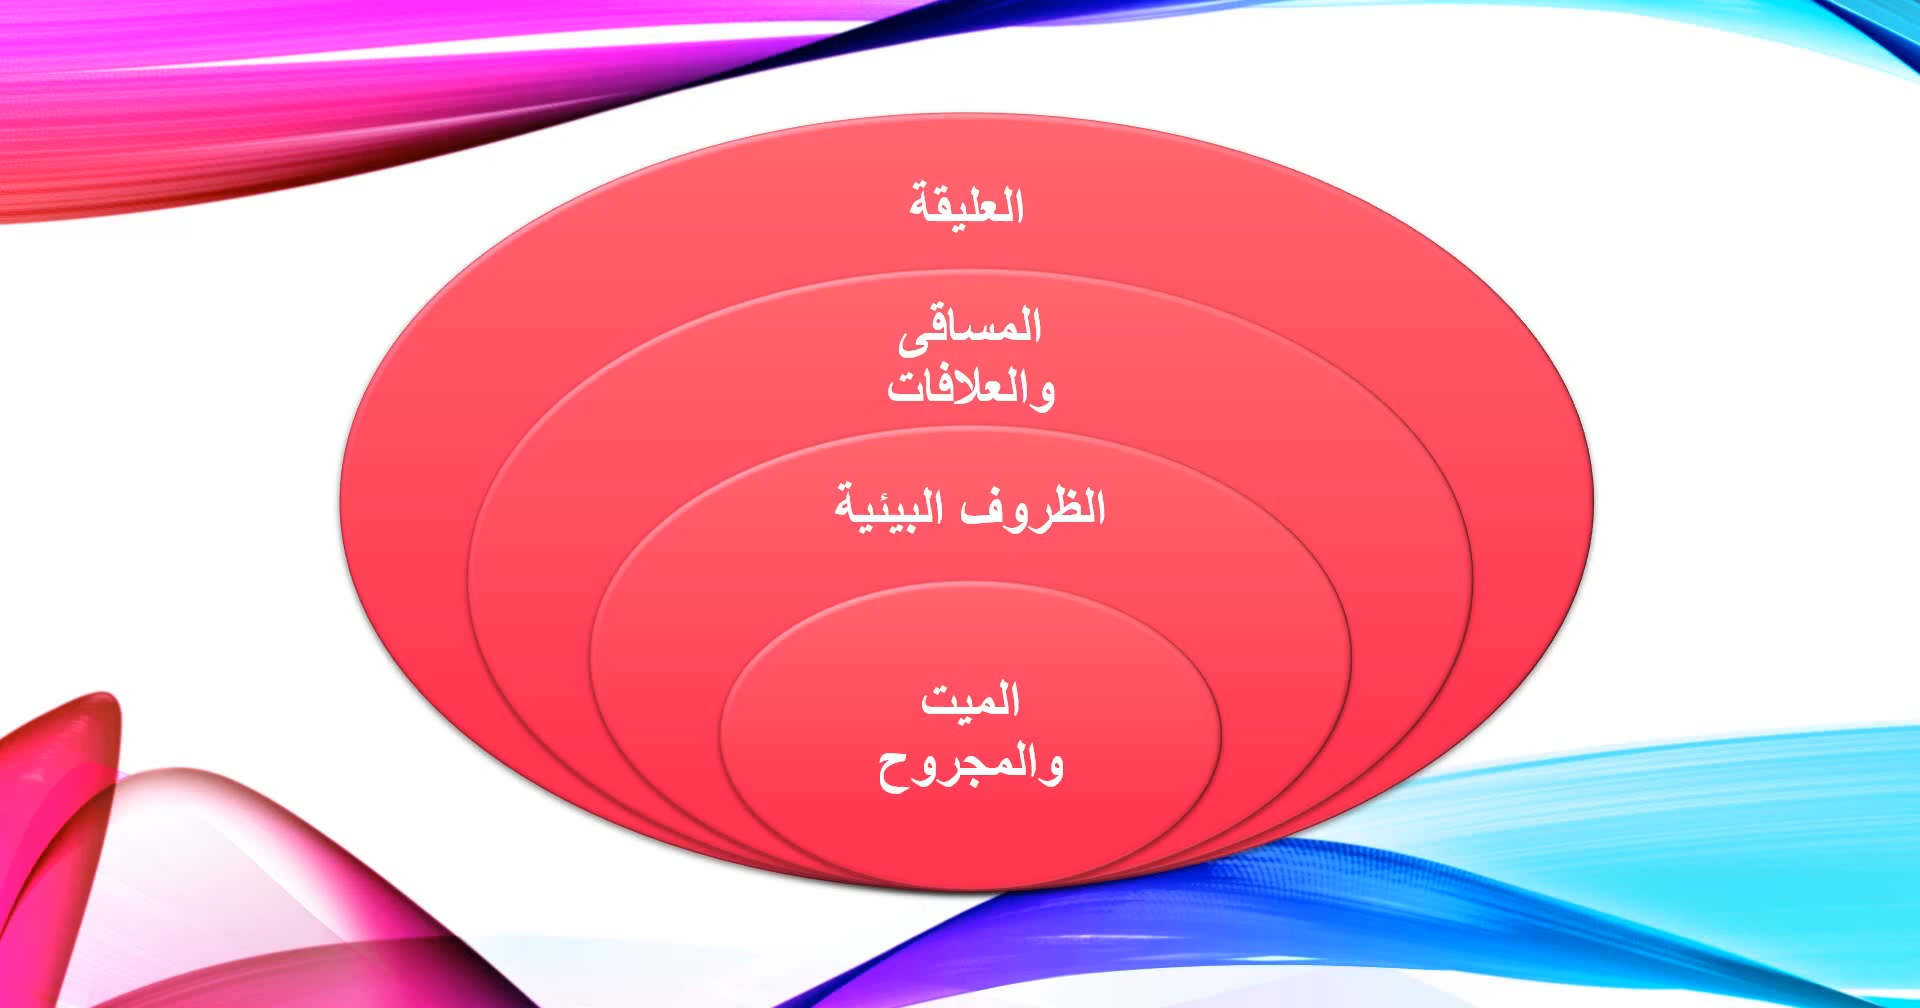 العليقة
المساقى
والعلافات
الظروف البيئية
الميت
والمجروح